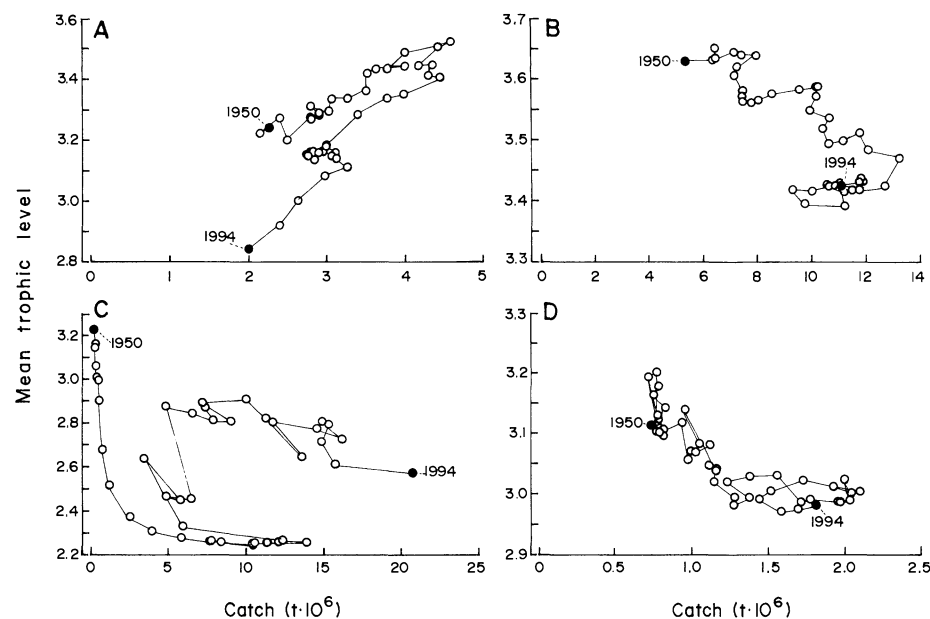 A
3.6
3.4
3.2
3.0
2.8
1950
1994
0 1 2 3 4 5
B
3.7
3.6
3.5
3.4
3.3
1950
1994
0 2 4 6 8 10 12 14
Mean trophic level
C
3.2
3.0
2.8
2.6
2.4
2.2
1950
1994
0 5 10 15 20 25
Catch (t·10⁶)
D
3.3
3.2
3.1
3.0
2.9
1950
1994
0 0.5 1.0 1.5 2.0 2.5
Catch (t·10⁶)